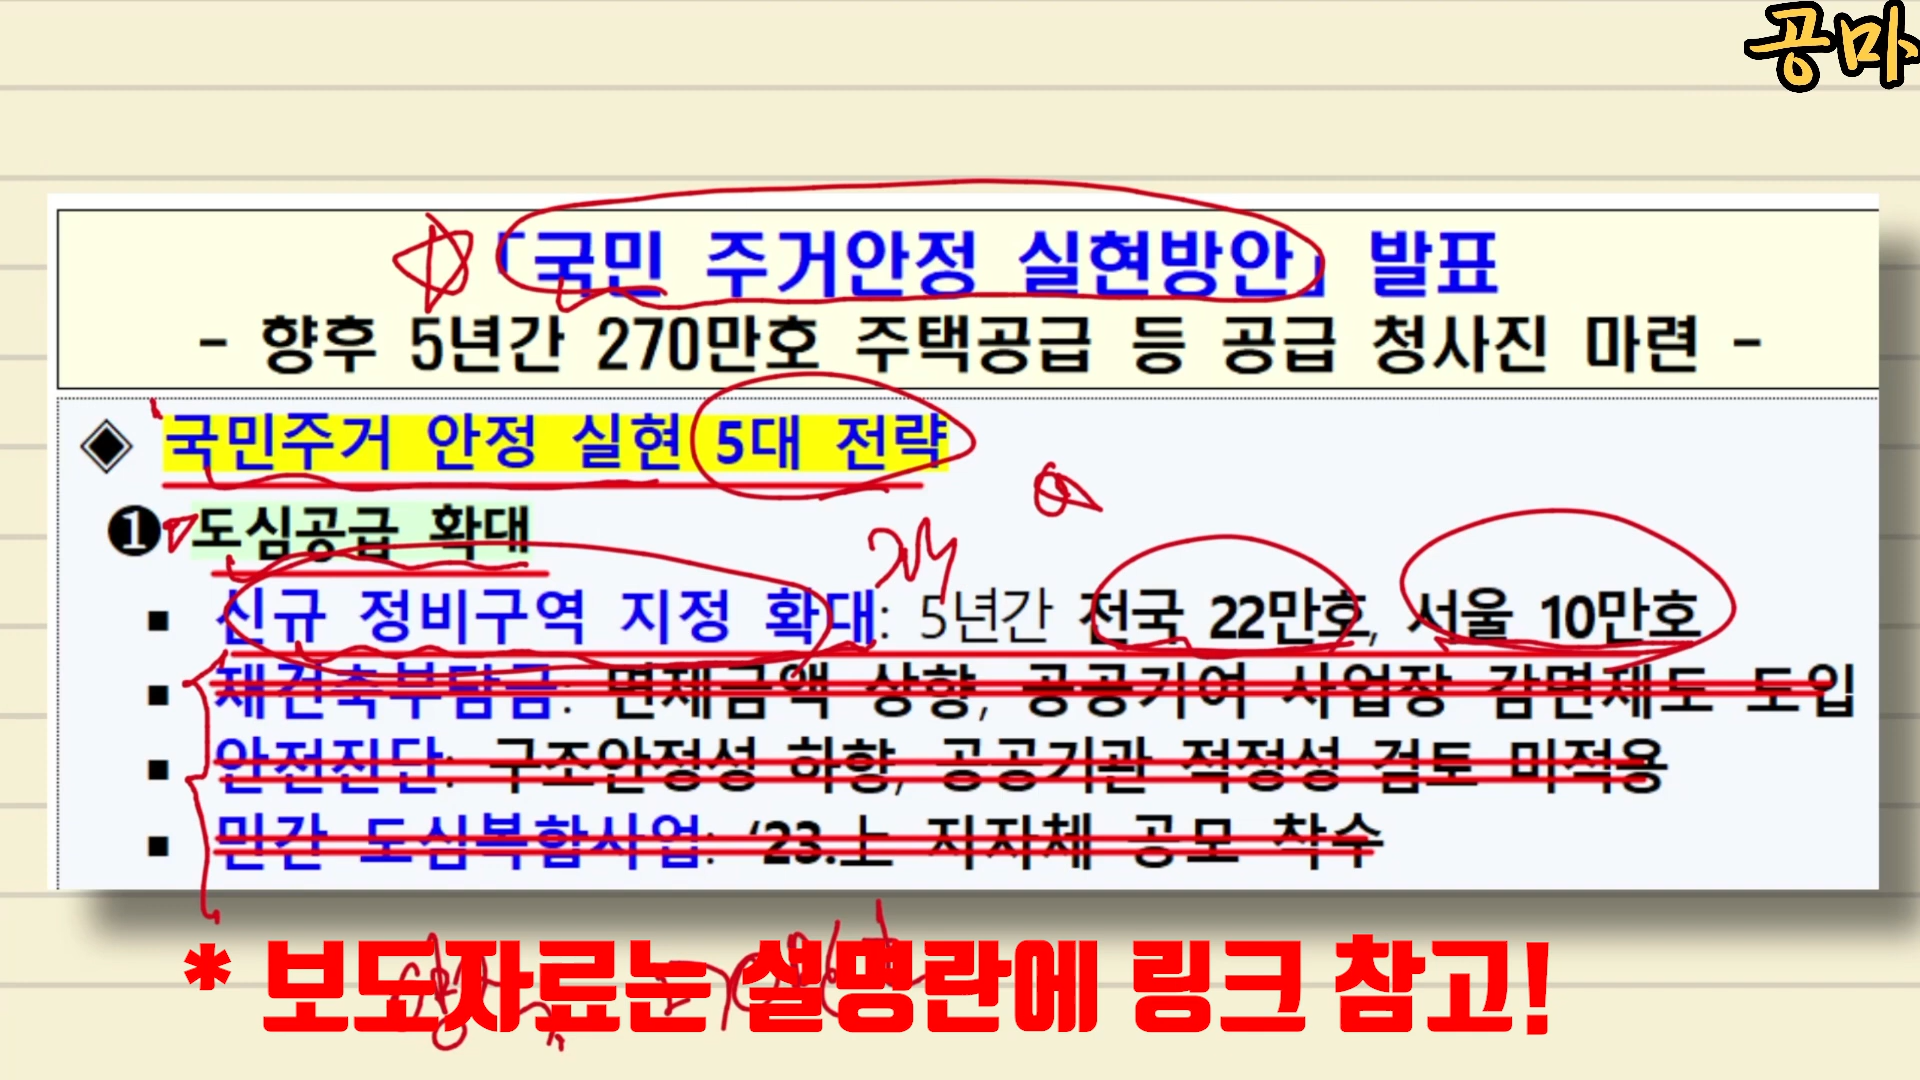 공마
「국민 주거안정 실현방안」 발표
- 향후 5년간 270만호 주택공급 등 공급 청사진 마련 -
◈ 국민주거 안정 실현 5대 전략
❶ 도심공급 확대
▪ 신규 정비구역 지정 확대: 5년간 전국 22만호, 서울 10만호
▪ 재건축부담금: 면제금액 상향, 공공기여 사업장 감면제도 도입
▪ 안전진단: 구조안정성 하향, 공공기관 적정성 검토 미적용
▪ 민간 도심복합사업: ‘23.上 지자체 공모 착수
* 보도자료는 설명란에 링크 참고!